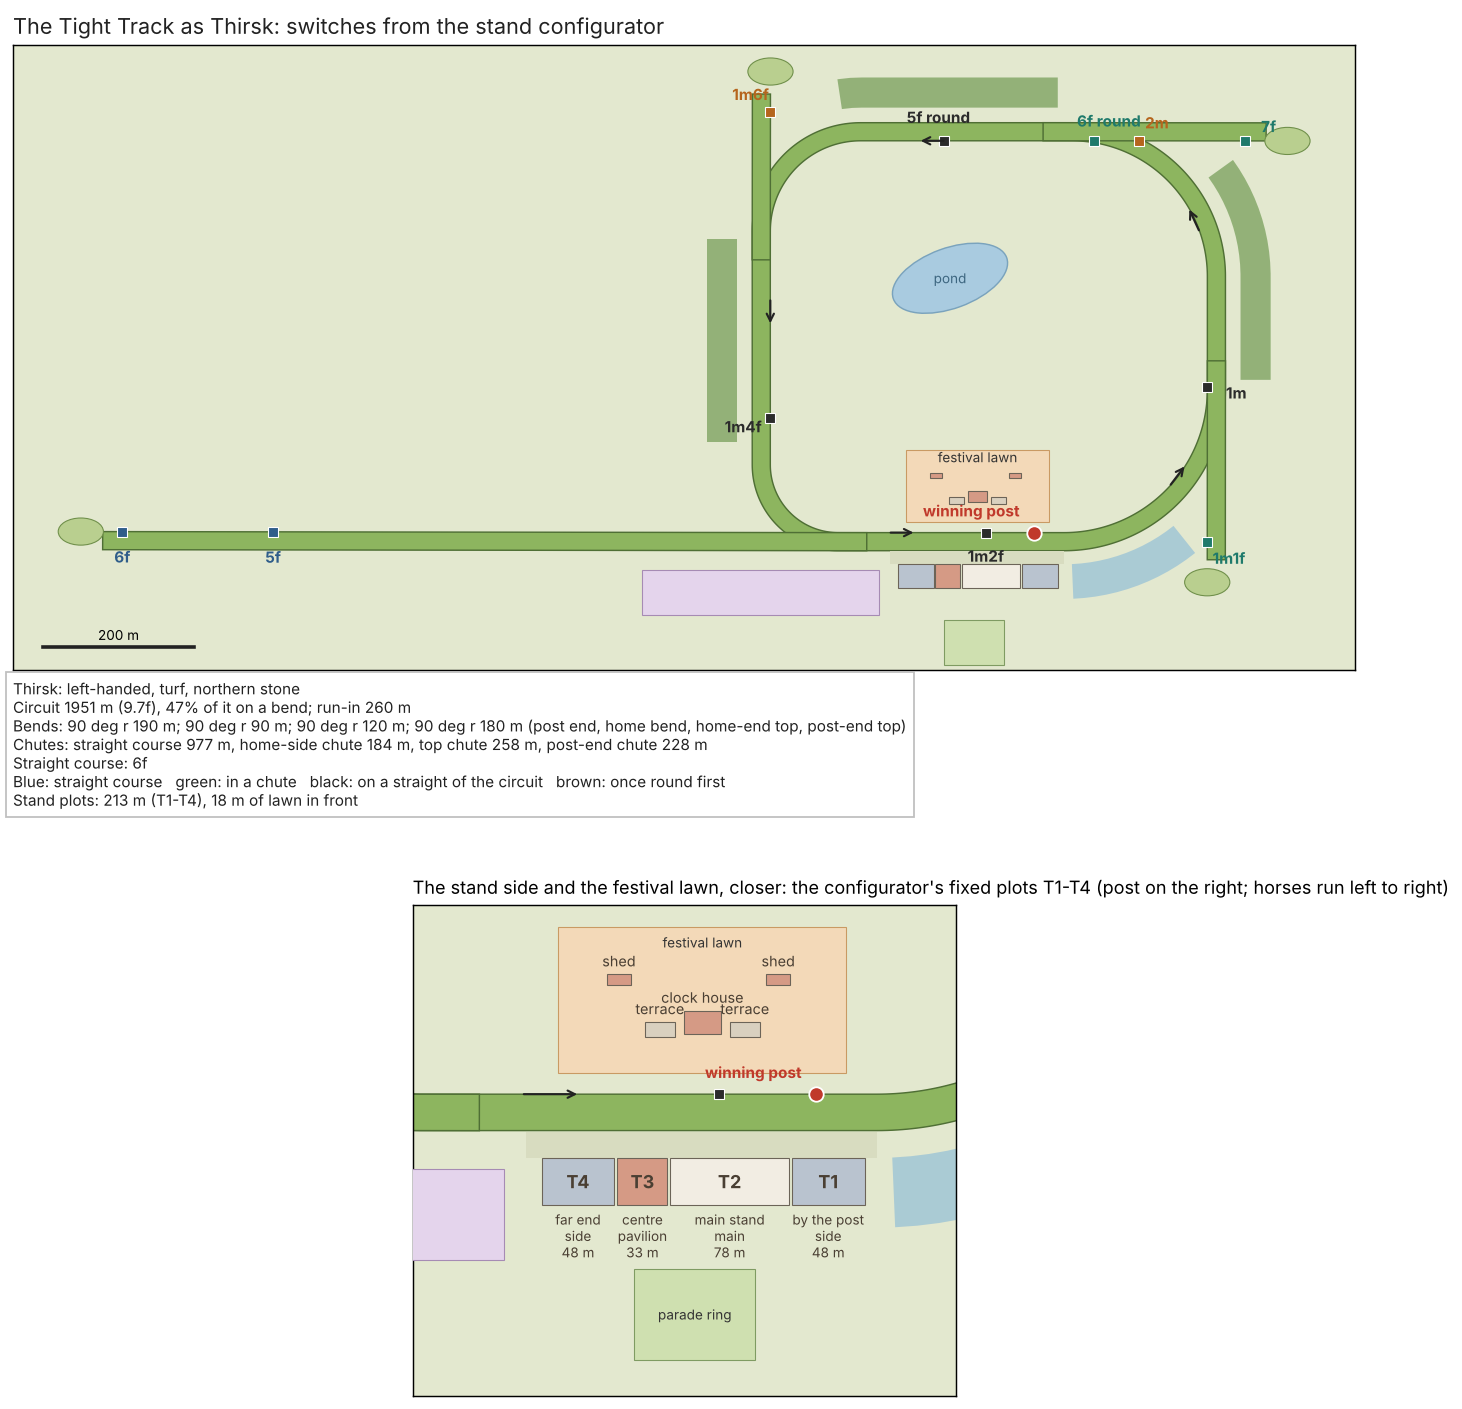 The Tight Track as Thirsk: switches from the stand configurator
1m6f
5f round
6f round
2m
7f
pond
1m
1m4f
festival lawn
winning post
6f
5f
1m2f
1m1f
200 m
Thirsk: left-handed, turf, northern stone
Circuit 1951 m (9.7f), 47% of it on a bend; run-in 260 m
Bends: 90 deg r 190 m; 90 deg r 90 m; 90 deg r 120 m; 90 deg r 180 m (post end, home bend, home-end top, post-end top)
Chutes: straight course 977 m, home-side chute 184 m, top chute 258 m, post-end chute 228 m
Straight course: 6f
Blue: straight course   green: in a chute   black: on a straight of the circuit   brown: once round first
Stand plots: 213 m (T1-T4), 18 m of lawn in front
The stand side and the festival lawn, closer: the configurator's fixed plots T1-T4 (post on the right; horses run left to right)
festival lawn
shed
shed
clock house
terrace
terrace
winning post
T4
T3
T2
T1
far end
side
48 m
centre
pavilion
33 m
main stand
main
78 m
by the post
side
48 m
parade ring